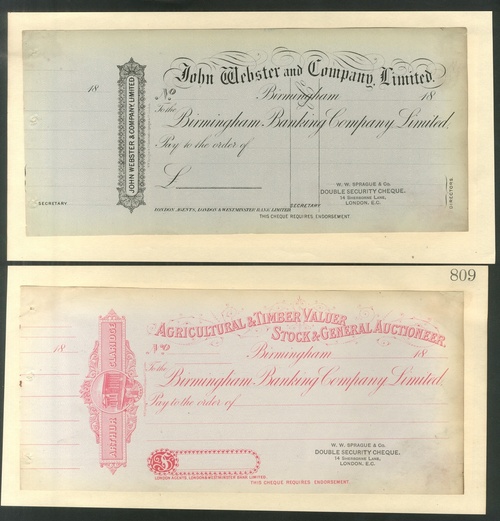 18
JOHN WEBSTER & COMPANY, LIMITED.
SECRETARY
John Webster and Company, Limited.
No
Birmingham 18
To the
Birmingham Banking Company Limited.
Pay to the order of
£
LONDON AGENTS, LONDON & WESTMINSTER BANK LIMITED
SECRETARY
THIS CHEQUE REQUIRES ENDORSEMENT.
W. W. SPRAGUE & Co.
DOUBLE SECURITY CHEQUE.
14 SHERBORNE LANE,
LONDON. E.C.
DIRECTORS.
809
18
ARTHUR CLARIDGE
AGRICULTURAL & TIMBER VALUER
STOCK & GENERAL AUCTIONEER.
No
Birmingham 18
To the
Birmingham Banking Company Limited.
Pay to the order of
W. W. SPRAGUE & Co.
DOUBLE SECURITY CHEQUE.
14 SHERBORNE LANE,
LONDON. E.C.
LONDON AGENTS, LONDON & WESTMINSTER BANK LIMITED.
THIS CHEQUE REQUIRES ENDORSEMENT.